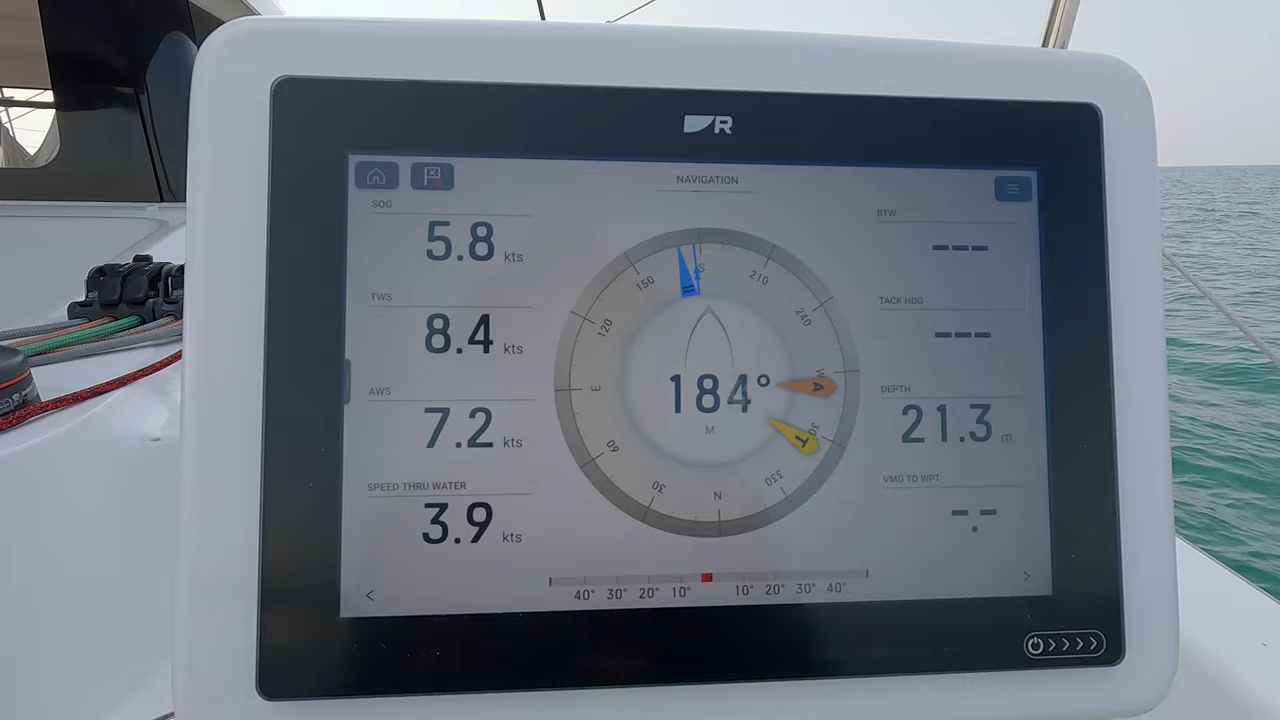 R
NAVIGATION
SOG
5.8 kts
TWS
8.4 kts
AWS
7.2 kts
SPEED THRU WATER
3.9 kts
S
210
240
W
A
30
T
330
N
30
60
E
120
150
184°
M
BTW
---
TACK HDG
---
DEPTH
21.3 m
VMG TO WPT
-.-
40° 30° 20° 10° 10° 20° 30° 40°